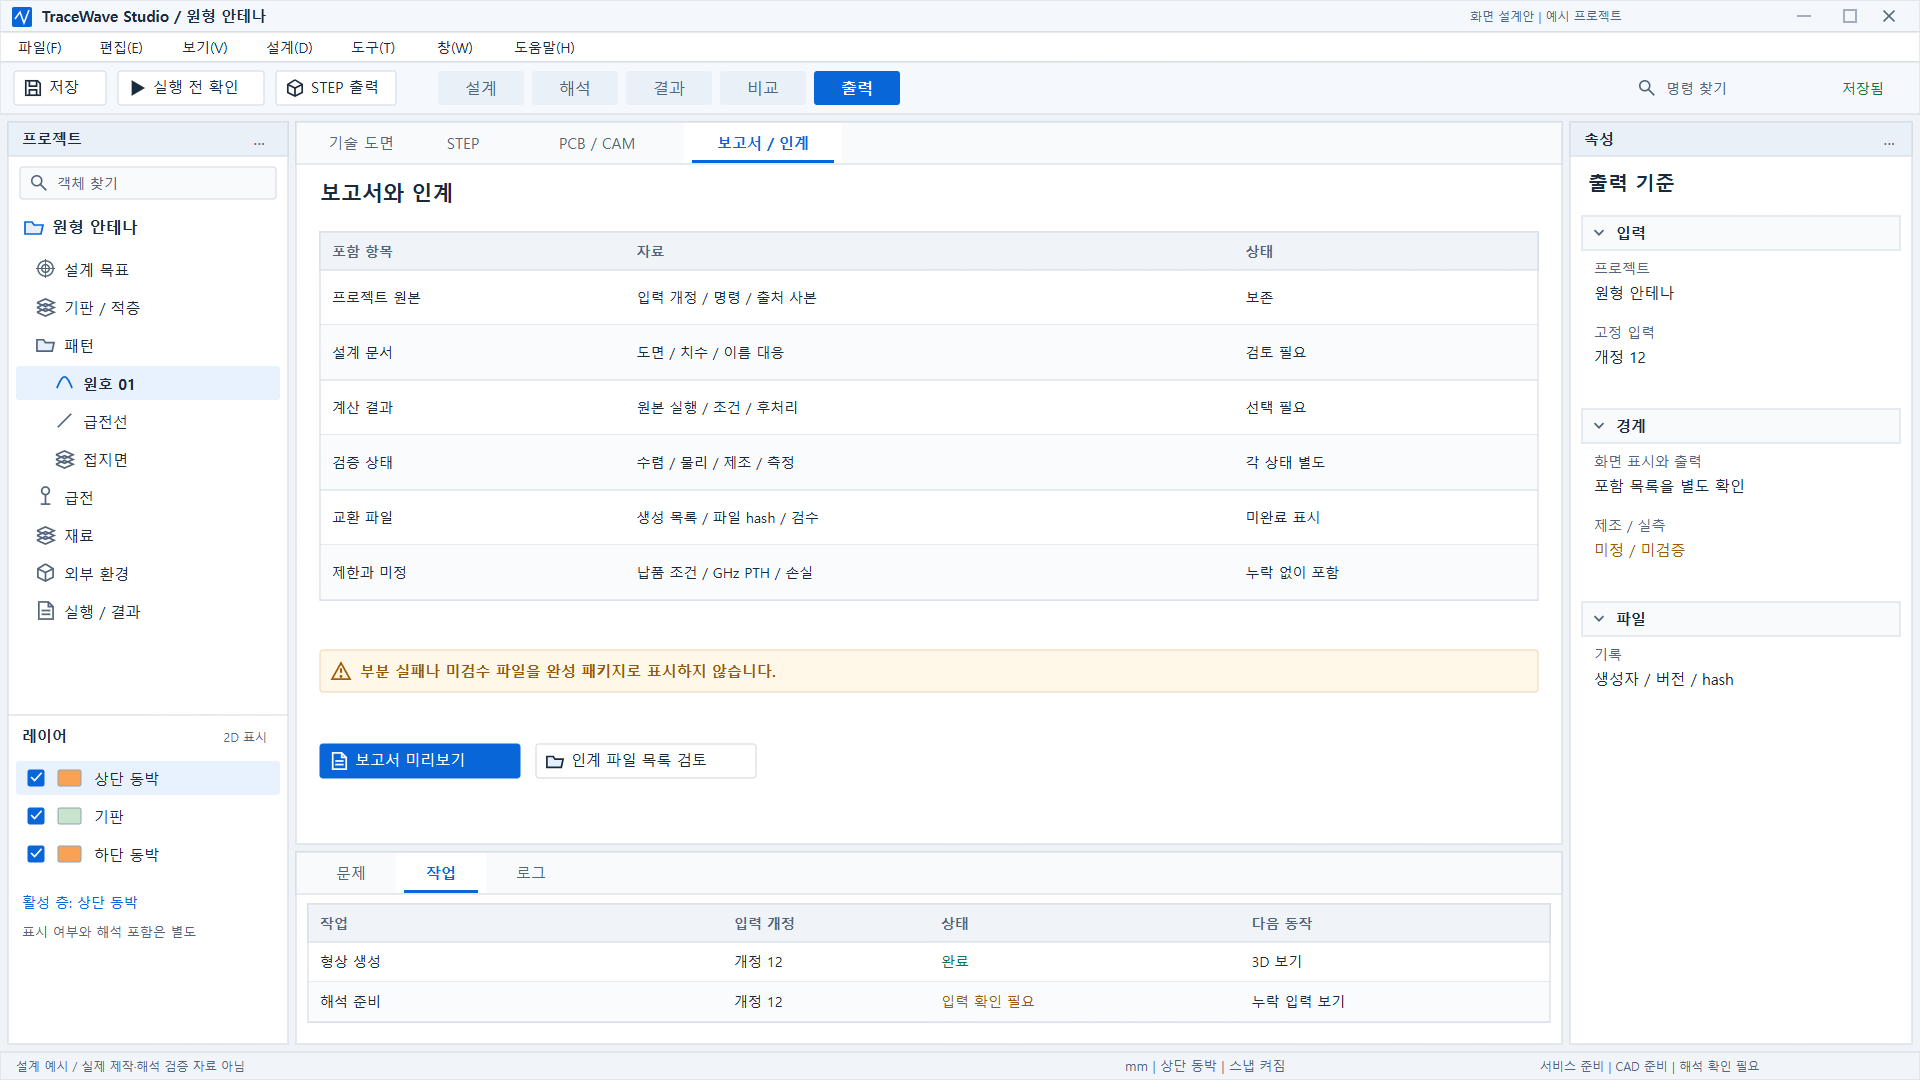 TraceWave Studio / 원형 안테나
화면 설계안 | 예시 프로젝트
파일(F) 편집(E) 보기(V) 설계(D) 도구(T) 창(W) 도움말(H)
저장 실행 전 확인 STEP 출력 설계 해석 결과 비교 출력 명령 찾기 저장됨
프로젝트 ...
객체 찾기
원형 안테나
설계 목표
기판 / 적층
패턴
원호 01
급전선
접지면
급전
재료
외부 환경
실행 / 결과
레이어 2D 표시
상단 동박
기판
하단 동박
활성 층: 상단 동박
표시 여부와 해석 포함은 별도
기술 도면 STEP PCB / CAM 보고서 / 인계
보고서와 인계
포함 항목 자료 상태
프로젝트 원본 입력 개정 / 명령 / 출처 사본 보존
설계 문서 도면 / 치수 / 이름 대응 검토 필요
계산 결과 원본 실행 / 조건 / 후처리 선택 필요
검증 상태 수렴 / 물리 / 제조 / 측정 각 상태 별도
교환 파일 생성 목록 / 파일 hash / 검수 미완료 표시
제한과 미정 납품 조건 / GHz PTH / 손실 누락 없이 포함
부분 실패나 미검수 파일을 완성 패키지로 표시하지 않습니다.
보고서 미리보기 인계 파일 목록 검토
문제 작업 로그
작업 입력 개정 상태 다음 동작
형상 생성 개정 12 완료 3D 보기
해석 준비 개정 12 입력 확인 필요 누락 입력 보기
속성 ...
출력 기준
입력
프로젝트
원형 안테나
고정 입력
개정 12
경계
화면 표시와 출력
포함 목록을 별도 확인
제조 / 실측
미정 / 미검증
파일
기록
생성자 / 버전 / hash
설계 예시 / 실제 제작·해석 검증 자료 아님
mm | 상단 동박 | 스냅 켜짐
서비스 준비 | CAD 준비 | 해석 확인 필요